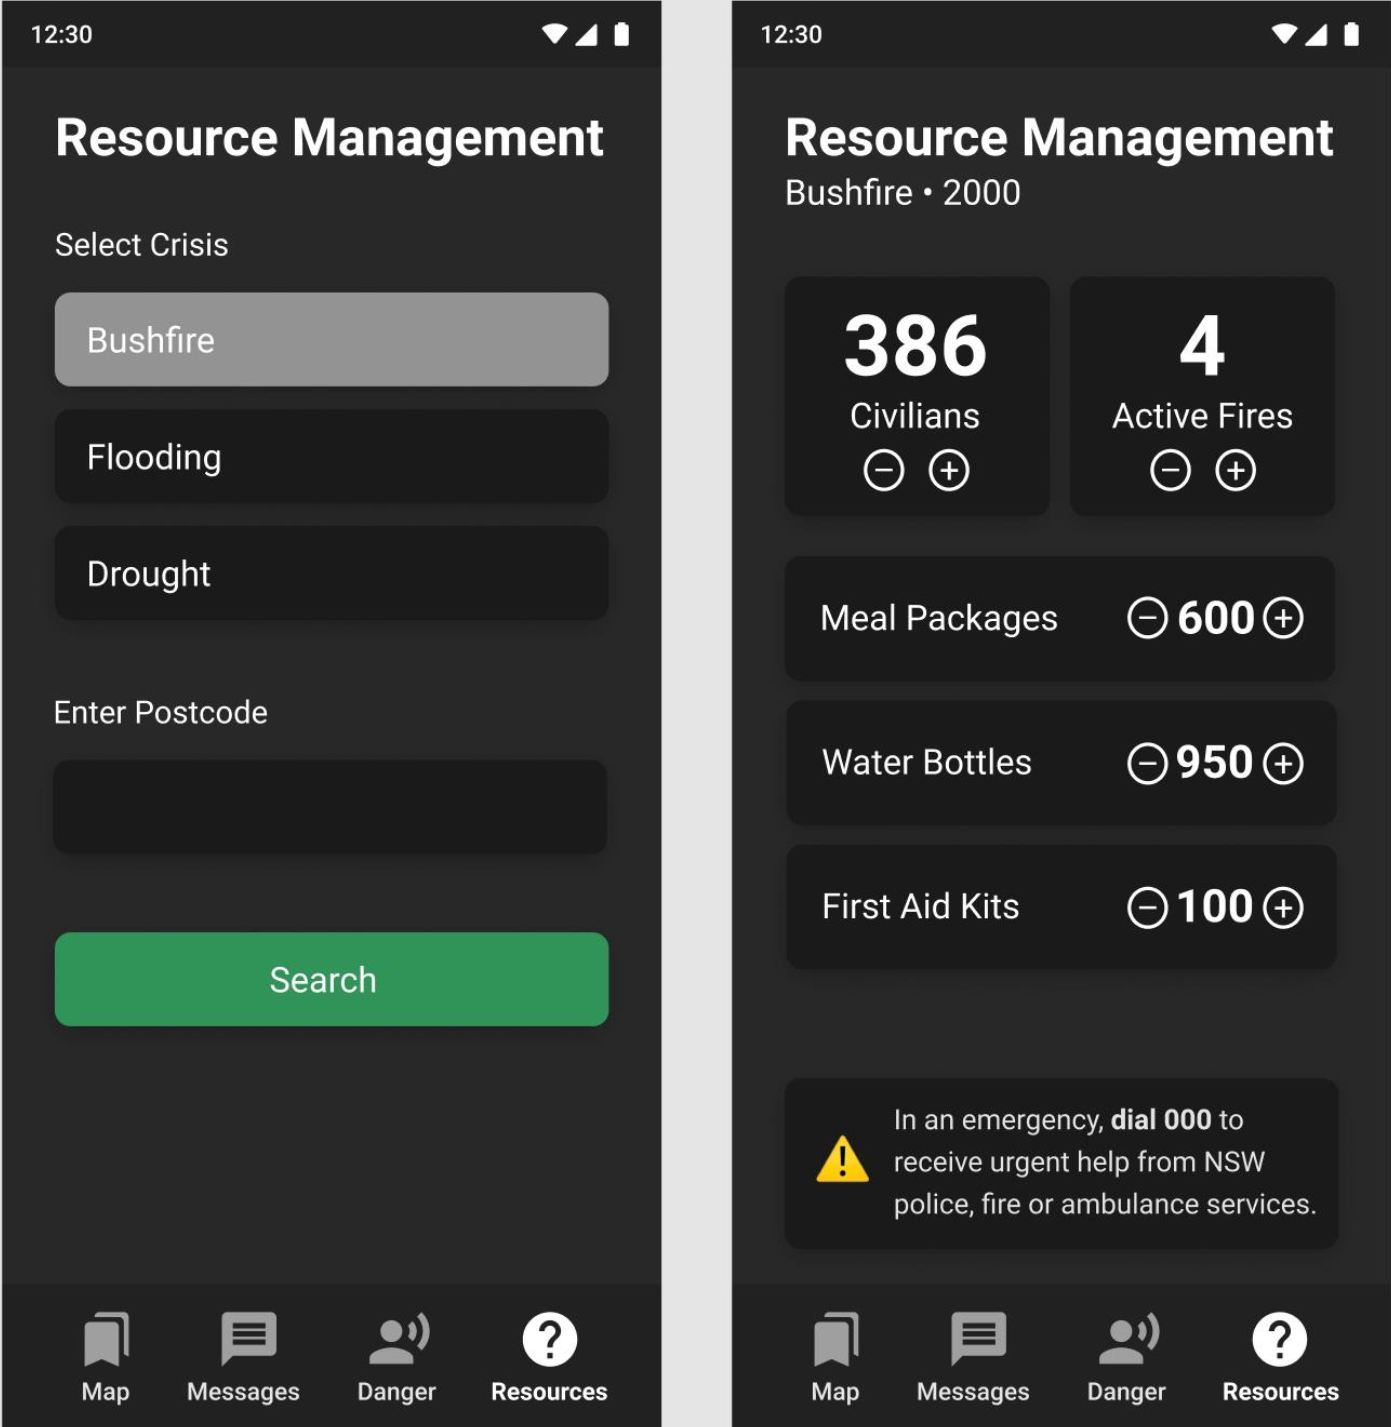 12:30
Resource Management
Select Crisis
Bushfire
Flooding
Drought
Enter Postcode
Search
Map Messages Danger Resources
12:30
Resource Management
Bushfire • 2000
386 4
Civilians Active Fires
Meal Packages 600
Water Bottles 950
First Aid Kits 100
In an emergency, dial 000 to
receive urgent help from NSW
police, fire or ambulance services.
Map Messages Danger Resources